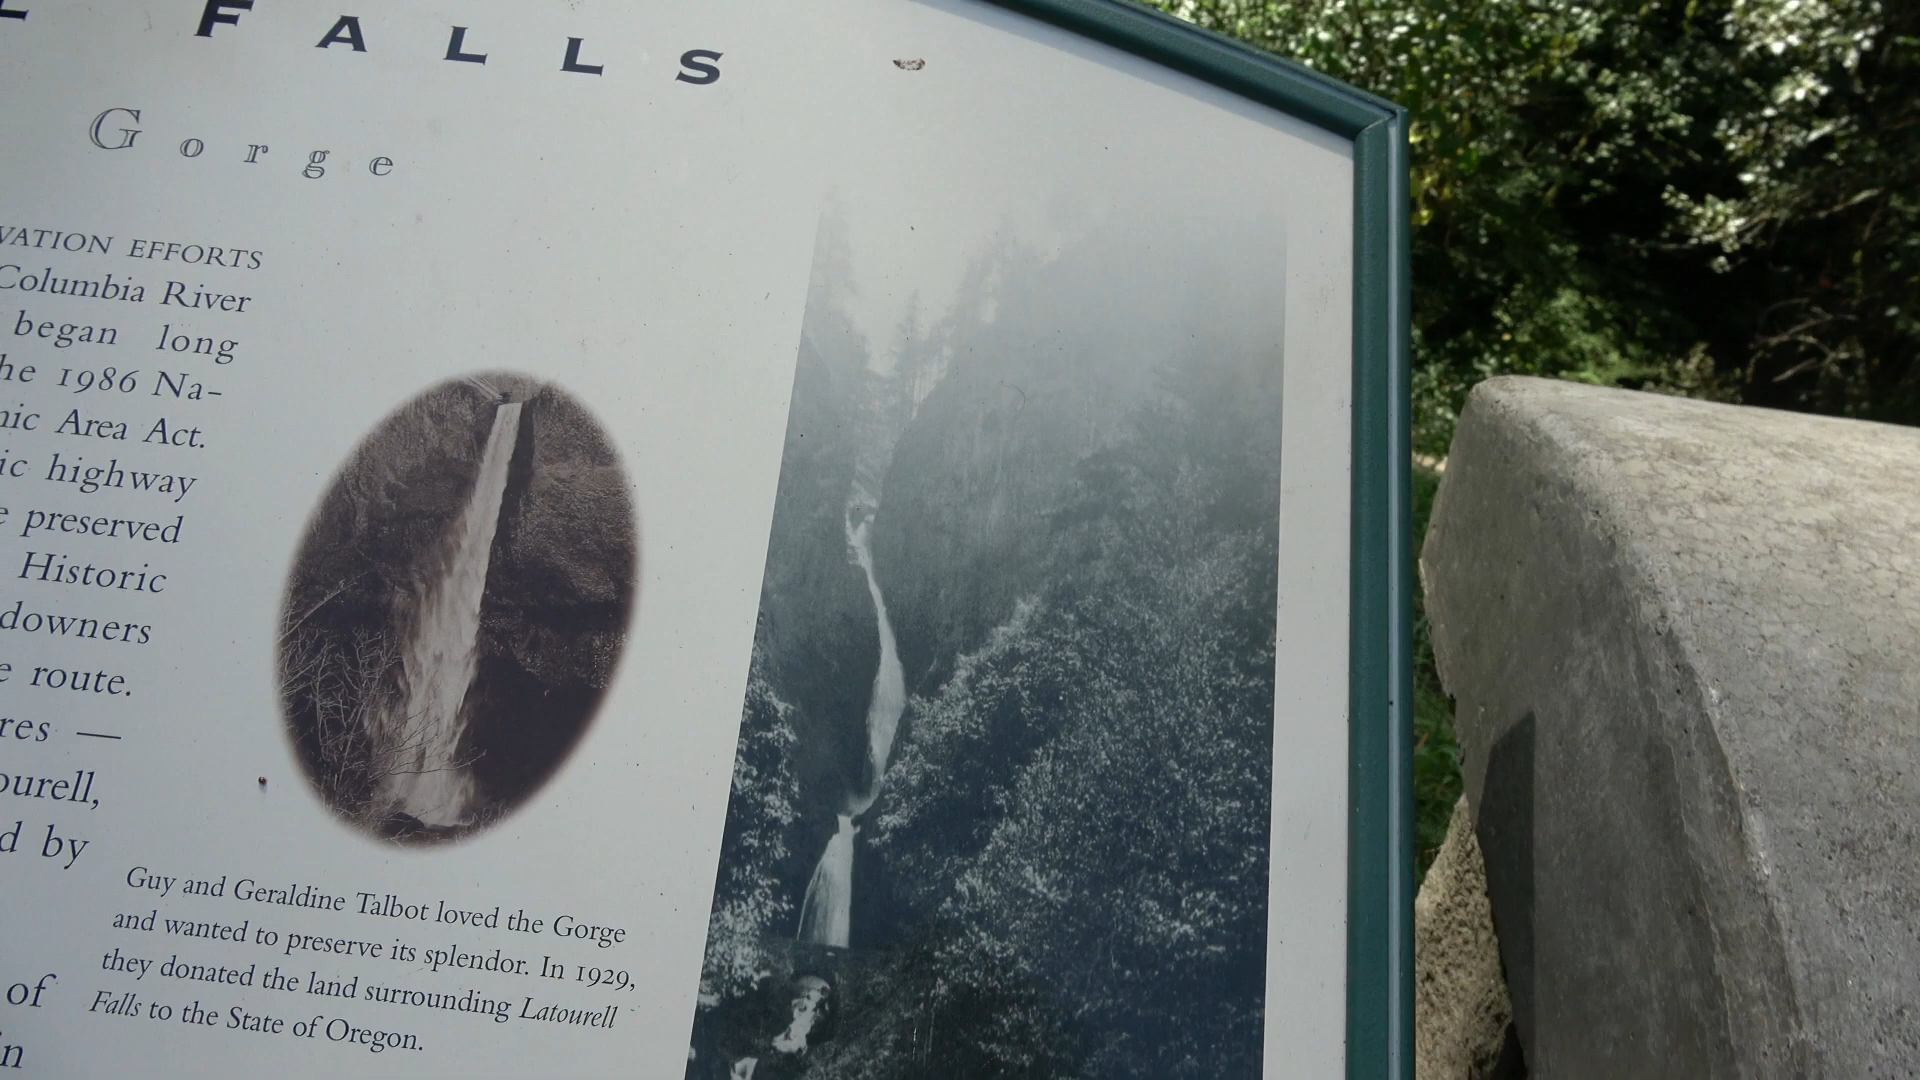 L FALLS
Gorge
VATION EFFORTS
Columbia River
began long
he 1986 Na-
nic Area Act.
ic highway
e preserved
Historic
downers
e route.
res —
ourell,
d by
of
in
Guy and Geraldine Talbot loved the Gorge
and wanted to preserve its splendor. In 1929,
they donated the land surrounding Latourell
Falls to the State of Oregon.